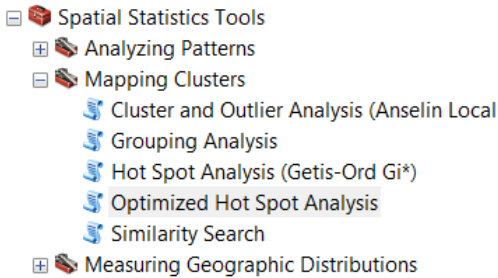 Spatial Statistics Tools
Analyzing Patterns
Mapping Clusters
Cluster and Outlier Analysis (Anselin Local
Grouping Analysis
Hot Spot Analysis (Getis-Ord Gi*)
Optimized Hot Spot Analysis
Similarity Search
Measuring Geographic Distributions